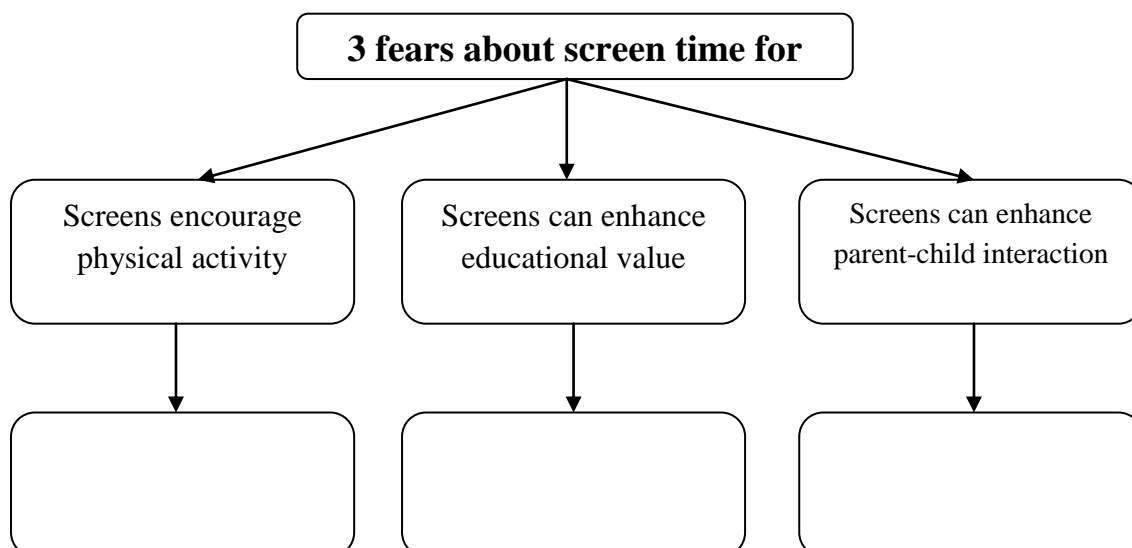 3 fears about screen time for
Screens encourage
physical activity
Screens can enhance
educational value
Screens can enhance
parent-child interaction